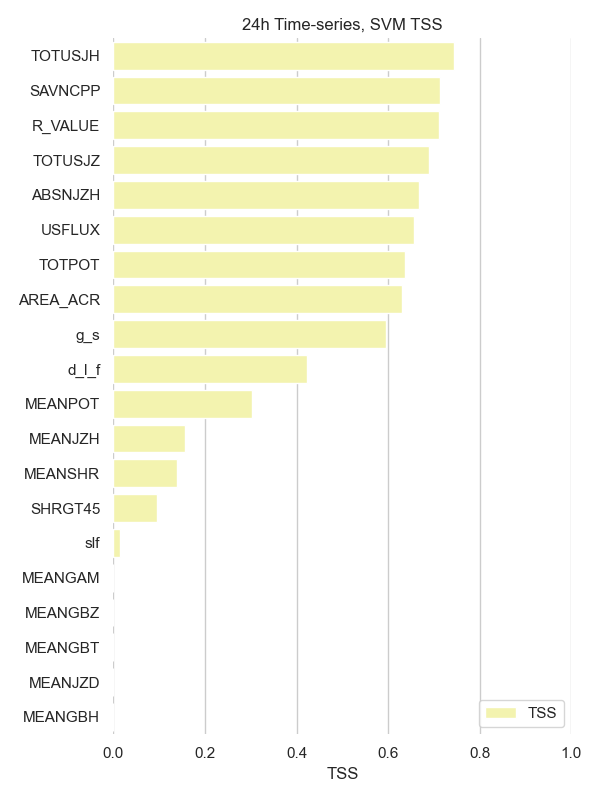 24h Time-series, SVM TSS
TOTUSJH
SAVNCPP
R_VALUE
TOTUSJZ
ABSNJZH
USFLUX
TOTPOT
AREA_ACR
g_s
d_l_f
MEANPOT
MEANJZH
MEANSHR
SHRGT45
slf
MEANGAM
MEANGBZ
MEANGBT
MEANJZD
MEANGBH
TSS
0.0 0.2 0.4 0.6 0.8 1.0
TSS